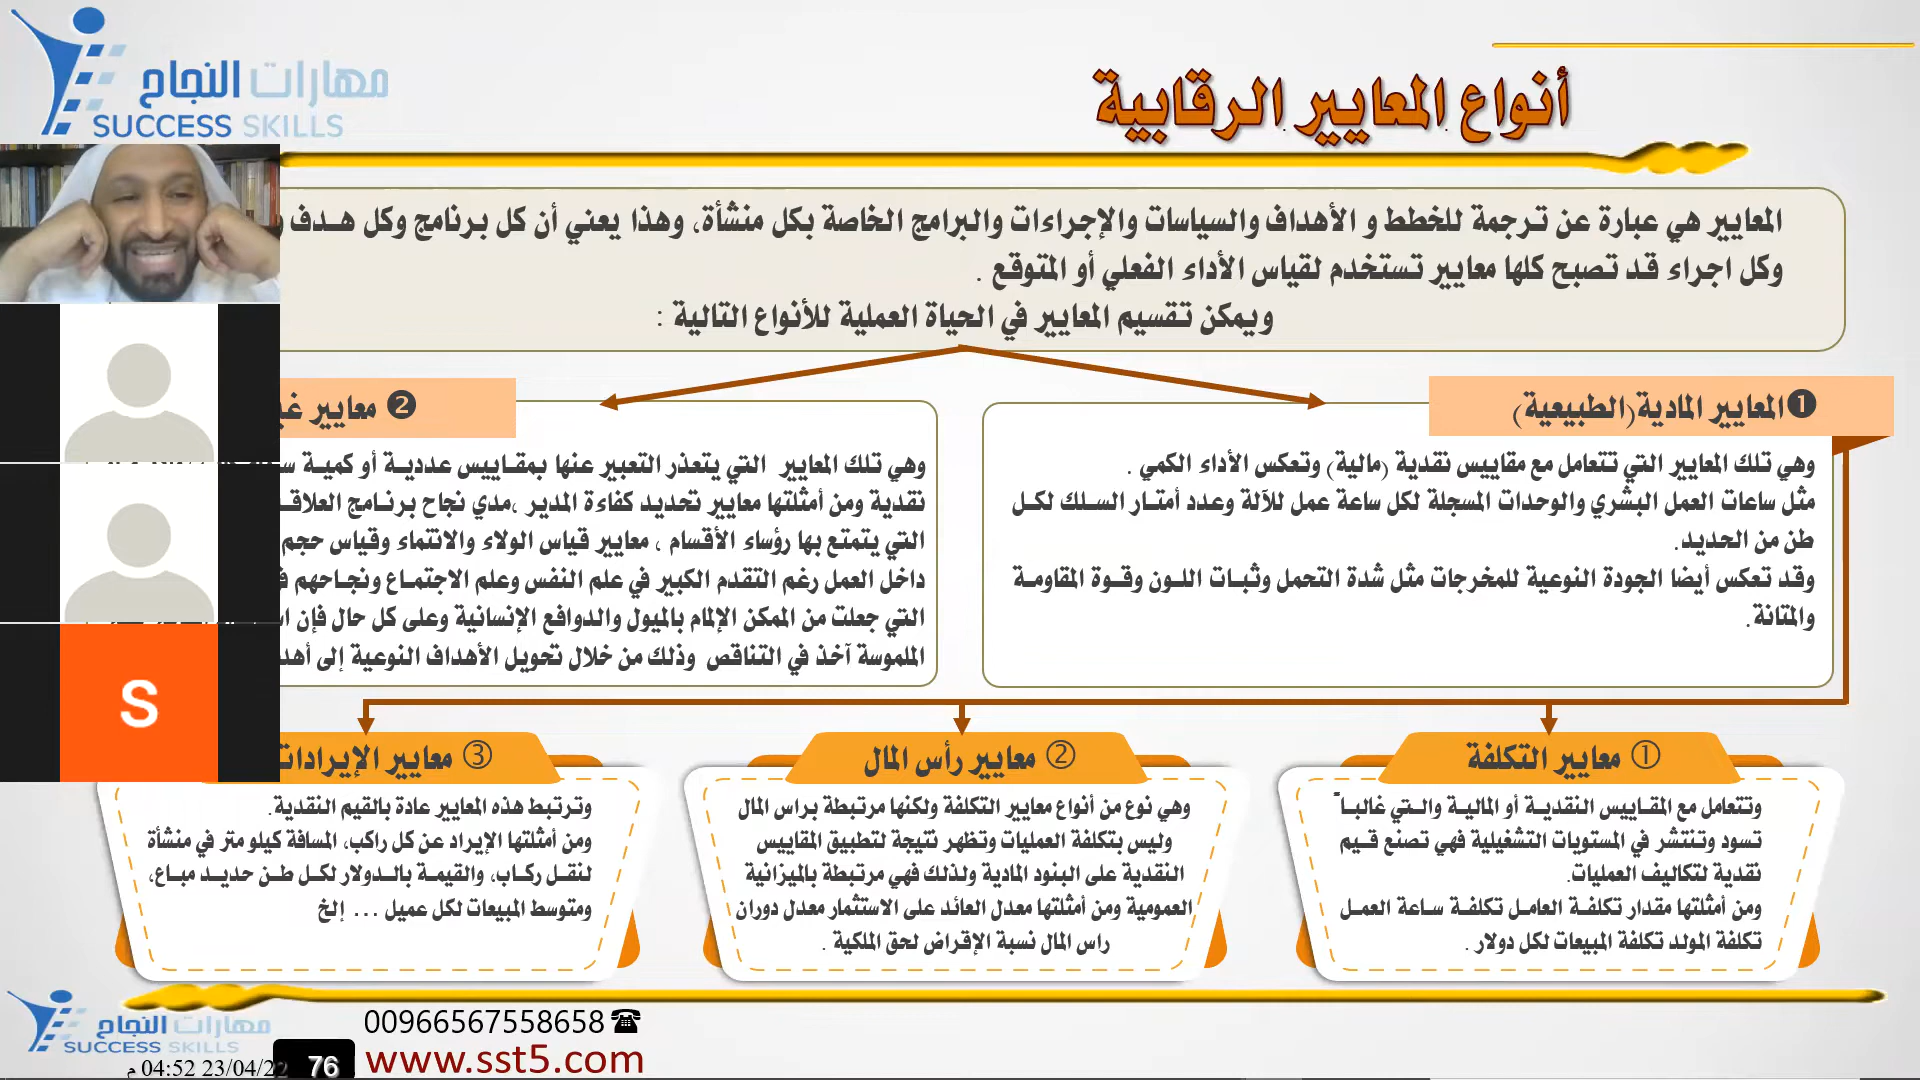 مهارات النجاح
SUCCESS SKILLS
أنواع المعايير الرقابية
المعايير هي عبارة عن ترجمة للخطط و الأهداف والسياسات والإجراءات والبرامج الخاصة بكل منشأة، وهذا يعني أن كل برنامج وكل هدف
وكل اجراء قد تصبح كلها معايير تستخدم لقياس الأداء الفعلي أو المتوقع .
ويمكن تقسيم المعايير في الحياة العملية للأنواع التالية :
❶المعايير المادية(الطبيعية)
وهي تلك المعايير التي تتعامل مع مقاييس نقدية (مالية) وتعكس الأداء الكمي .
مثل ساعات العمل البشري والوحدات المسجلة لكل ساعة عمل للآلة وعدد أمتار السلك لكل
طن من الحديد.
وقد تعكس أيضا الجودة النوعية للمخرجات مثل شدة التحمل وثبات اللون وقوة المقاومة
والمتانة.
❷ معايير
وهي تلك المعايير التي يتعذر التعبير عنها بمقاييس عددية أو كمية
نقدية ومن أمثلتها معايير تحديد كفاءة المدير ،مدي نجاح برنامج
التي يتمتع بها رؤساء الأقسام ، معايير قياس الولاء والانتماء وقياس حجم
داخل العمل رغم التقدم الكبير في علم النفس وعلم الاجتماع ونجاحهم
التي جعلت من الممكن الإلمام بالميول والدوافع الإنسانية وعلى كل حال فإن
الملموسة آخذ في التناقص وذلك من خلال تحويل الأهداف النوعية إلى
① معايير التكلفة
وتتعامل مع المقاييس النقدية أو المالية والتي غالباً
تسود وتنتشر في المستويات التشغيلية فهي تصنع قيم
نقدية لتكاليف العمليات.
ومن أمثلتها مقدار تكلفة العامل تكلفة ساعة العمل
تكلفة المولد تكلفة المبيعات لكل دولار .
② معايير رأس المال
وهي نوع من أنواع معايير التكلفة ولكنها مرتبطة براس المال
وليس بتكلفة العمليات وتظهر نتيجة لتطبيق المقاييس
النقدية على البنود المادية ولذلك فهي مرتبطة بالميزانية
العمومية ومن أمثلتها معدل العائد على الاستثمار معدل دوران
راس المال نسبة الإقراض لحق الملكية .
③ معايير الإيرادات
وترتبط هذه المعايير عادة بالقيم النقدية.
ومن أمثلتها الإيراد عن كل راكب، المسافة كيلو متر في منشأة
لنقل ركاب، والقيمة بالدولار لكل طن حديد مباع،
ومتوسط المبيعات لكل عميل ... إلخ
S
مهارات النجاح
SUCCESS SKILLS
00966567558658 ☎
www.sst5.com
76
23/04/22 04:52 م